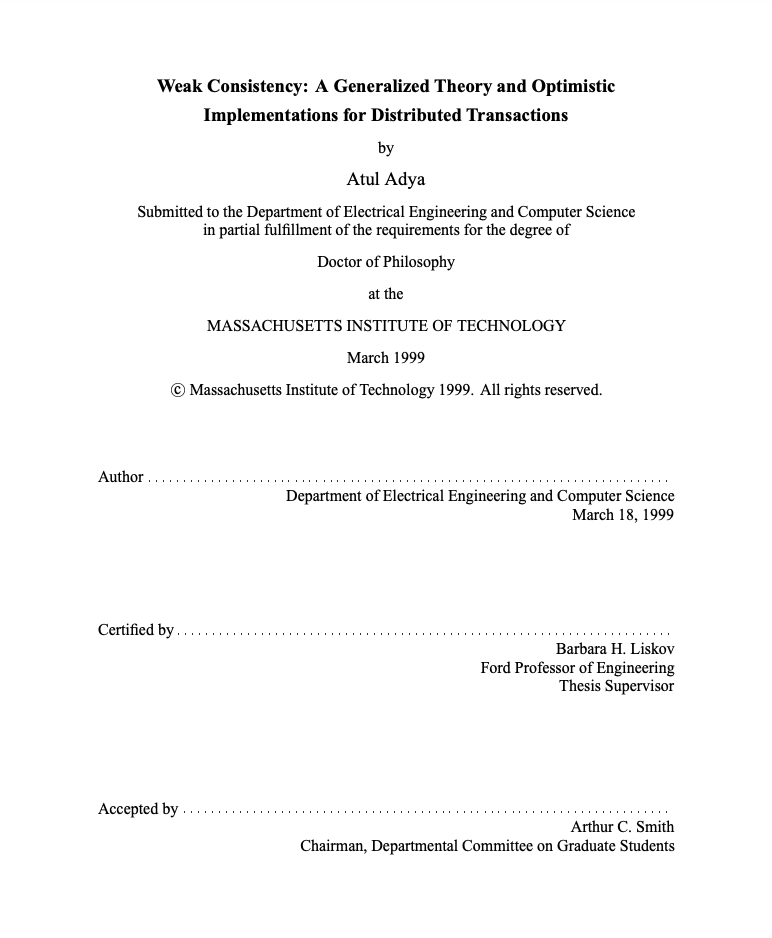 Weak Consistency: A Generalized Theory and Optimistic
Implementations for Distributed Transactions
by
Atul Adya
Submitted to the Department of Electrical Engineering and Computer Science
in partial fulfillment of the requirements for the degree of
Doctor of Philosophy
at the
MASSACHUSETTS INSTITUTE OF TECHNOLOGY
March 1999
© Massachusetts Institute of Technology 1999. All rights reserved.
Author . . . . . . . . . . . . . . . . . . . . . . . . . . . . . . . . . . . . . . . . . . . . . . . . . . . . . . . . . . . . . . . . . . . . . . . . . .
Department of Electrical Engineering and Computer Science
March 18, 1999
Certified by . . . . . . . . . . . . . . . . . . . . . . . . . . . . . . . . . . . . . . . . . . . . . . . . . . . . . . . . . . . . . . . . . . . . . .
Barbara H. Liskov
Ford Professor of Engineering
Thesis Supervisor
Accepted by . . . . . . . . . . . . . . . . . . . . . . . . . . . . . . . . . . . . . . . . . . . . . . . . . . . . . . . . . . . . . . . . . . . . .
Arthur C. Smith
Chairman, Departmental Committee on Graduate Students